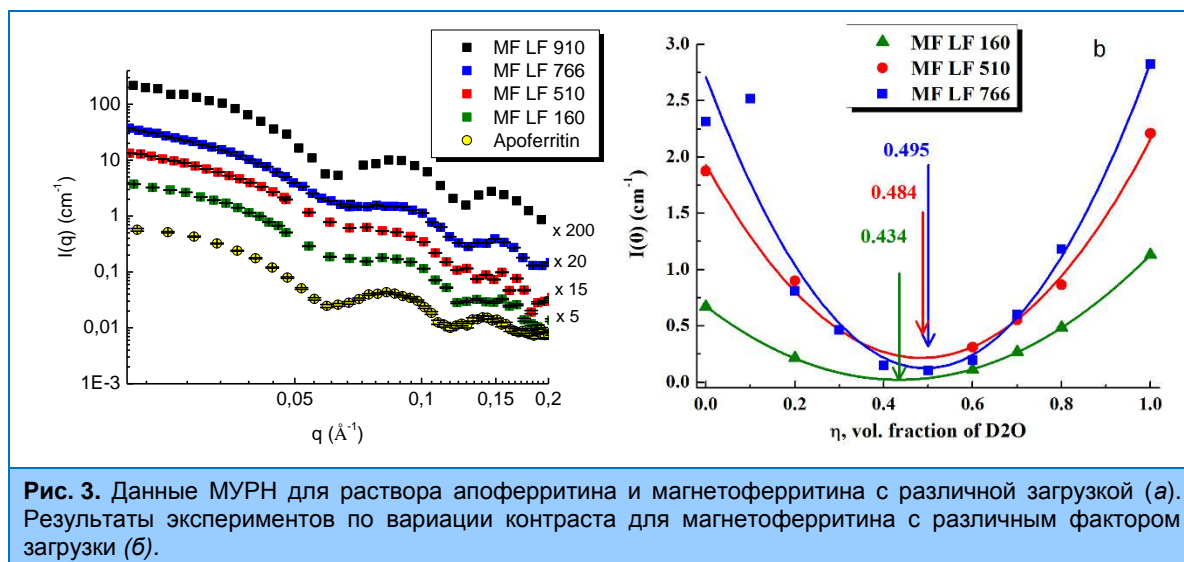 MF LF 910
MF LF 766
MF LF 510
MF LF 160
Apoferritin
100
10
1
0,1
0,01
1E-3
I(q) (cm⁻¹)
x 200
x 20
x 15
x 5
0,05
0,1
0,15
0,2
q (Å⁻¹)
b
MF LF 160
MF LF 510
MF LF 766
3.0
2.5
2.0
1.5
1.0
0.5
0.0
I(0) (cm⁻¹)
0.495
0.484
0.434
0.0
0.2
0.4
0.6
0.8
1.0
η, vol. fraction of D2O
Рис. 3. Данные МУРН для раствора апоферритина и магнетоферритина с различной загрузкой (а).
Результаты экспериментов по вариации контраста для магнетоферритина с различным фактором
загрузки (б).